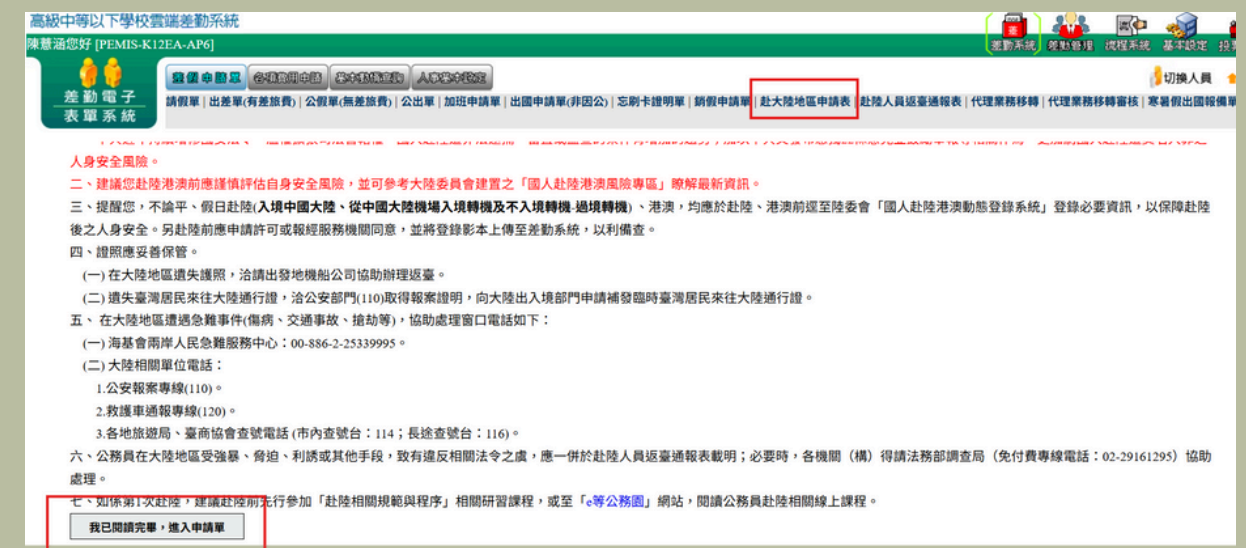 高級中等以下學校雲端差勤系統
陳慧涵您好 [PEMIS-K12EA-AP6]
差勤系統 差勤管理 流程系統 基本設定
差勤電子
表單系統
差假申請單
切換人員
請假單 | 出差單(有差旅費) | 公假單(無差旅費) | 公出單 | 加班申請單 | 出國申請單(非因公) | 忘刷卡證明單 | 銷假申請單 | 赴大陸地區申請表 | 赴陸人員返臺通報表 | 代理業務移轉 | 代理業務移轉審核 | 寒暑假出國報備單
人身安全風險。
二、建議您赴陸港澳前應謹慎評估自身安全風險，並可參考大陸委員會建置之「國人赴陸港澳風險專區」瞭解最新資訊。
三、提醒您，不論平、假日赴陸(入境中國大陸、從中國大陸機場入境轉機及不入境轉機-過境轉機)、港澳，均應於赴陸、港澳前逕至陸委會「國人赴陸港澳動態登錄系統」登錄必要資訊，以保障赴陸
後之人身安全。另赴陸前應申請許可或報經服務機關同意，並將登錄影本上傳至差勤系統，以利備查。
四、證照應妥善保管。
(一) 在大陸地區遺失護照，洽請出發地機船公司協助辦理返臺。
(二) 遺失臺灣居民來往大陸通行證，洽公安部門(110)取得報案證明，向大陸出入境部門申請補發臨時臺灣居民來往大陸通行證。
五、 在大陸地區遭遇急難事件(傷病、交通事故、搶劫等)，協助處理窗口電話如下：
(一) 海基會兩岸人民急難服務中心：00-886-2-25339995。
(二) 大陸相關單位電話：
1.公安報案專線(110)。
2.救護車通報專線(120)。
3.各地旅遊局、臺商協會查號電話 (市內查號台：114；長途查號台：116)。
六、公務員在大陸地區受強暴、脅迫、利誘或其他手段，致有違反相關法令之虞，應一併於赴陸人員返臺通報表載明；必要時，各機關（構）得請法務部調查局（免付費專線電話：02-29161295）協助
處理。
七、如係第1次赴陸，建議赴陸前先行參加「赴陸相關規範與程序」相關研習課程，或至「e等公務園」網站，閱讀公務員赴陸相關線上課程。
我已閱讀完畢，進入申請單